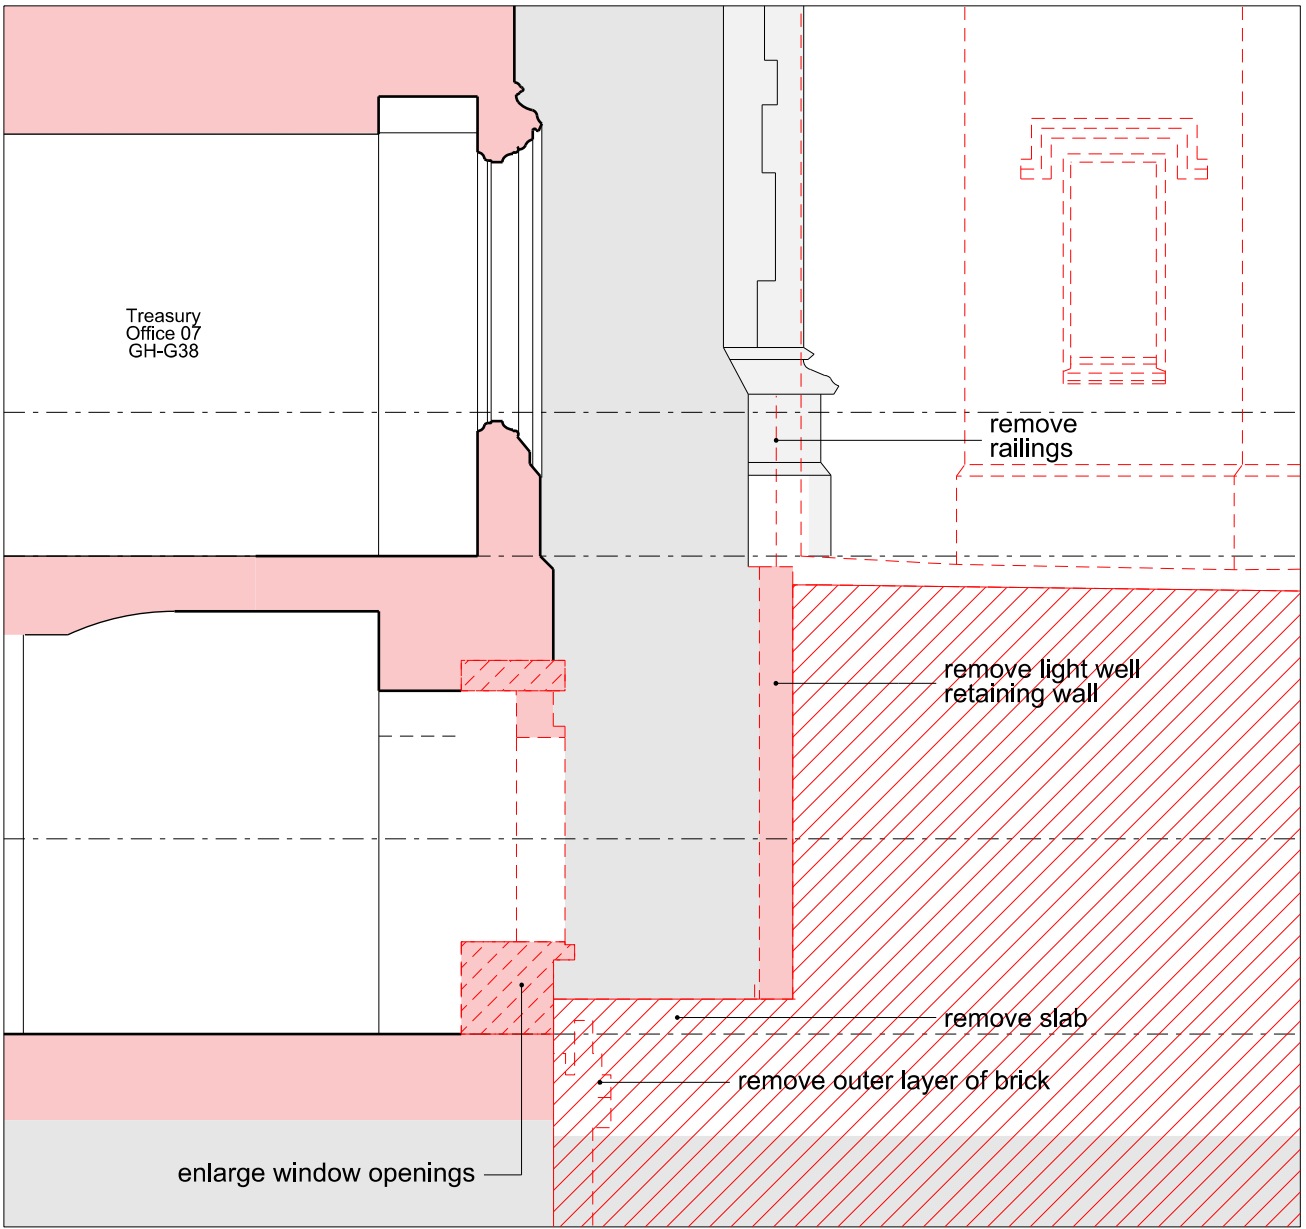 Treasury
Office 07
GH-G38
remove
railings
remove light well
retaining wall
remove slab
remove outer layer of brick
enlarge window openings